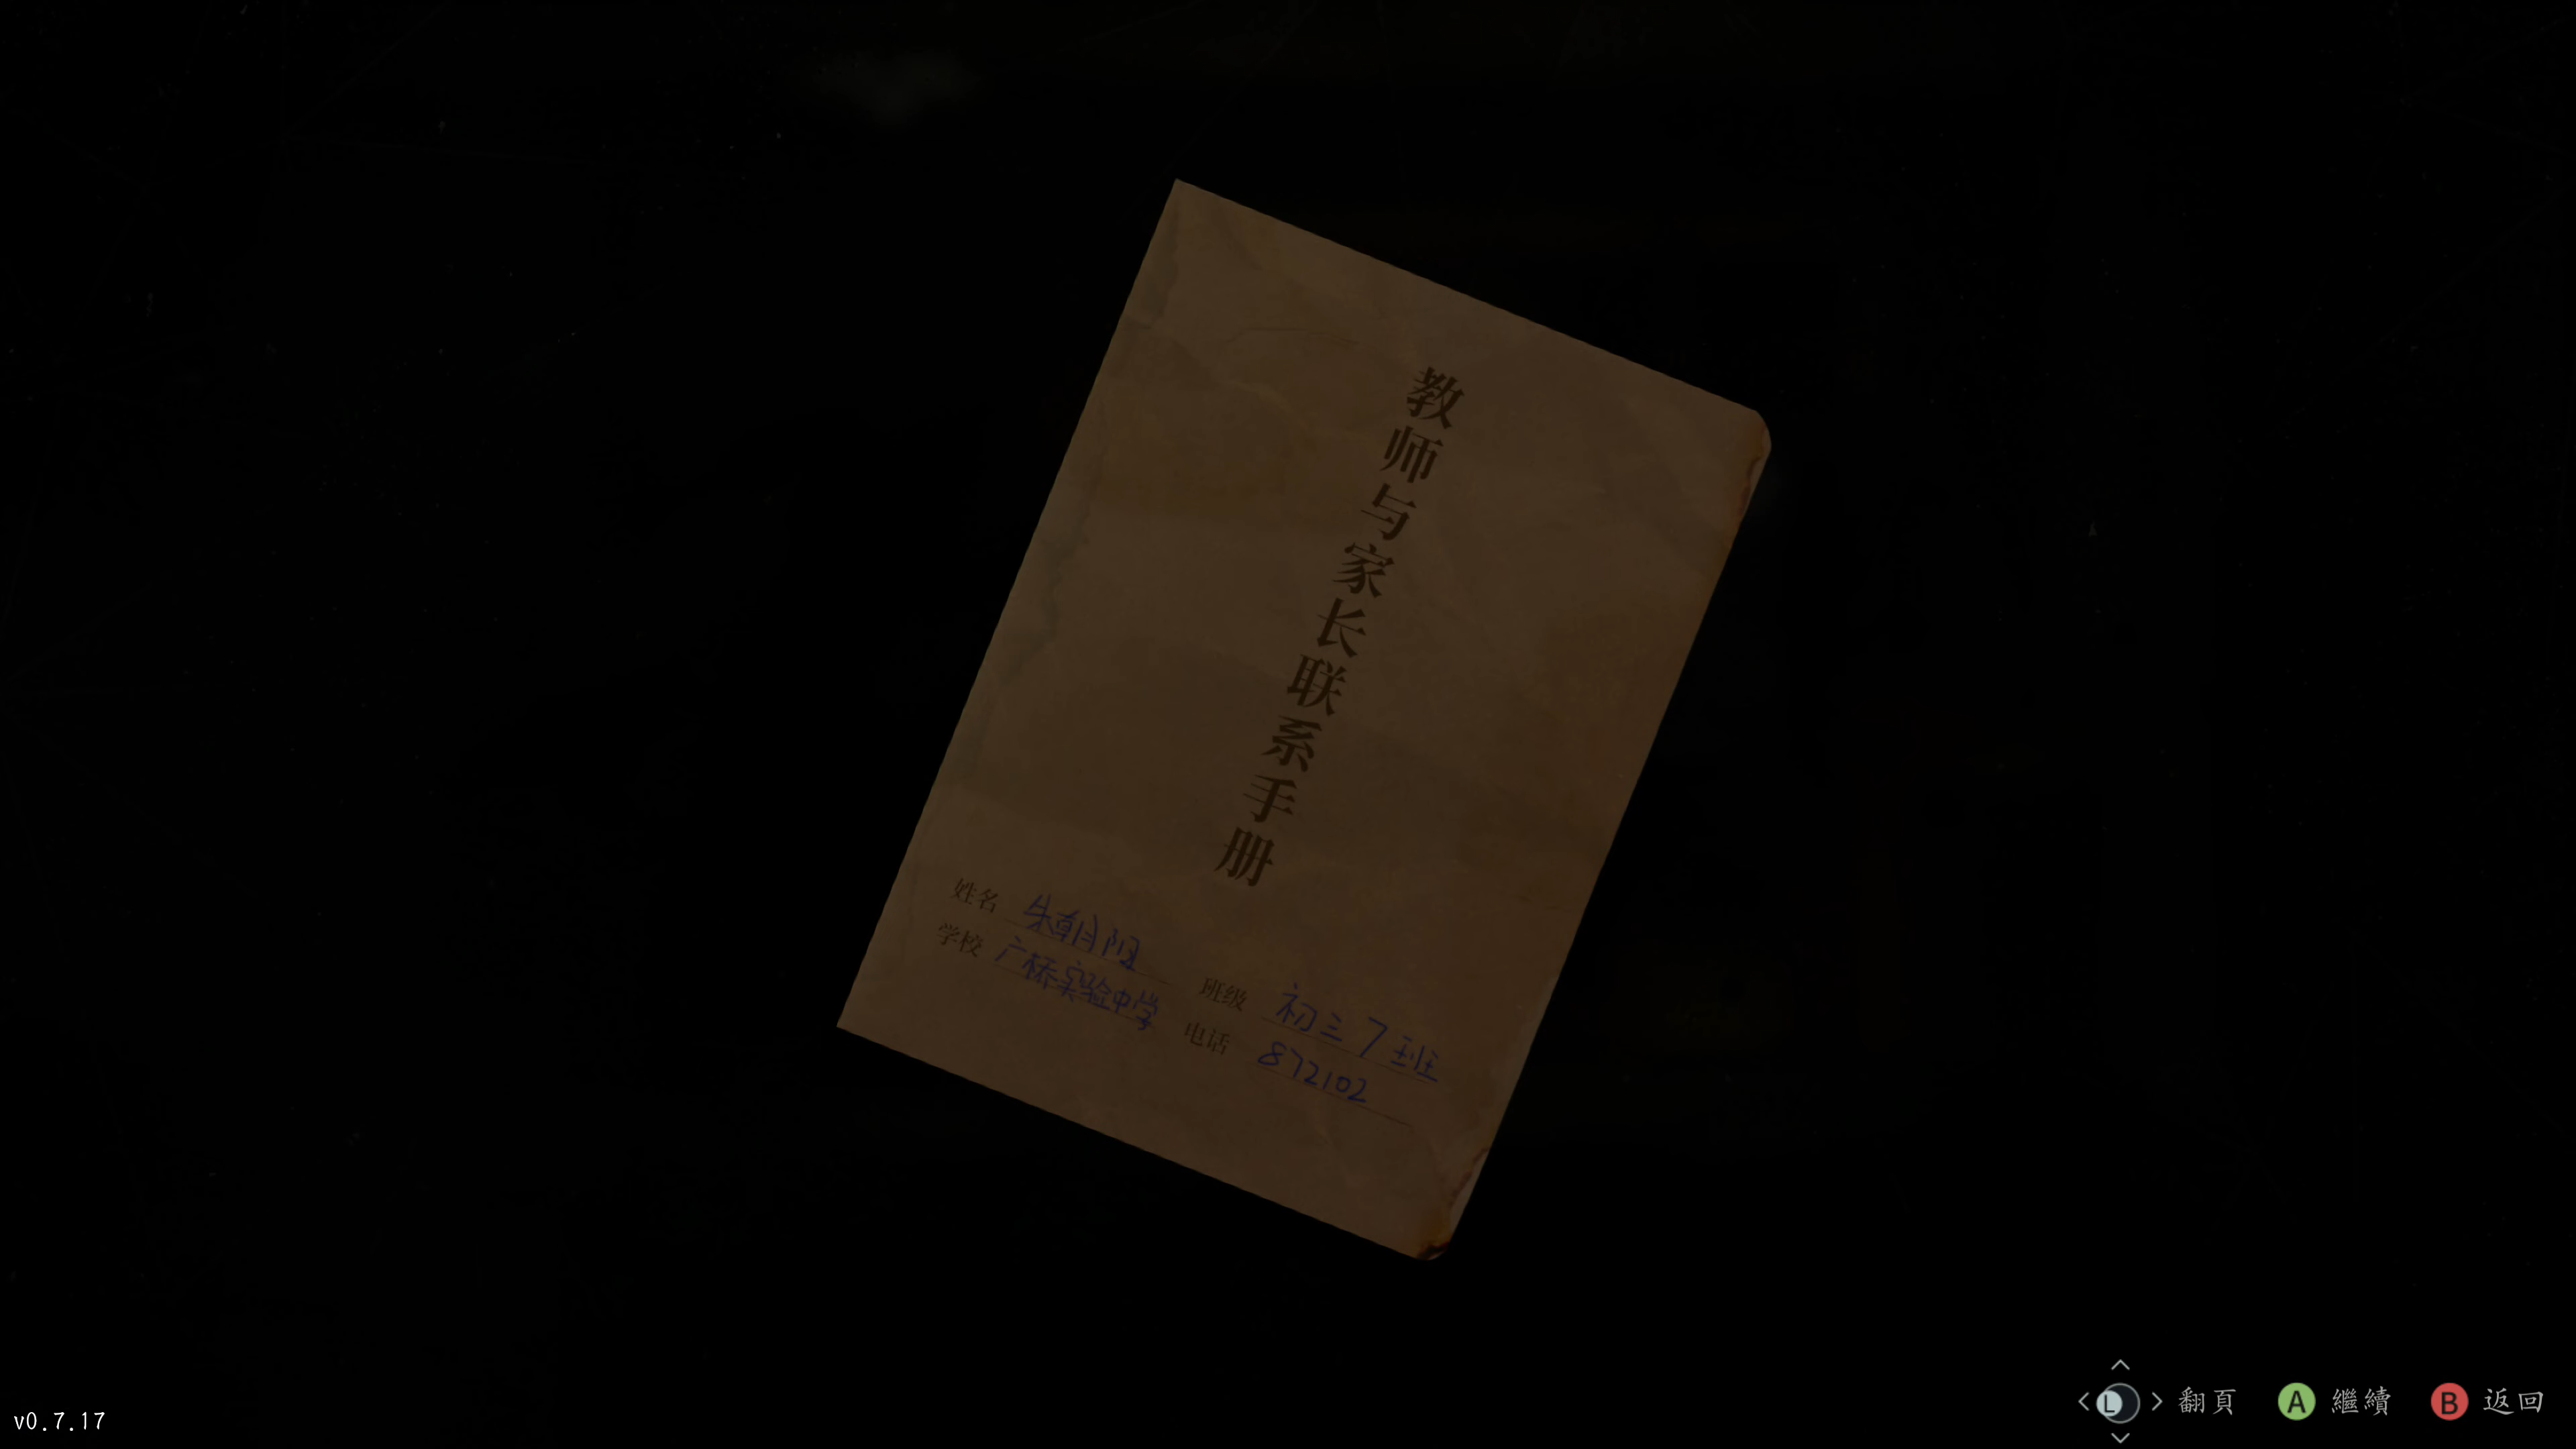 教师与家长联系手册
姓名 朱朝阳
学校 广桥实验中学
班级 初三7班
电话 872102
v0.7.17
L 翻頁 A 繼續 B 返回